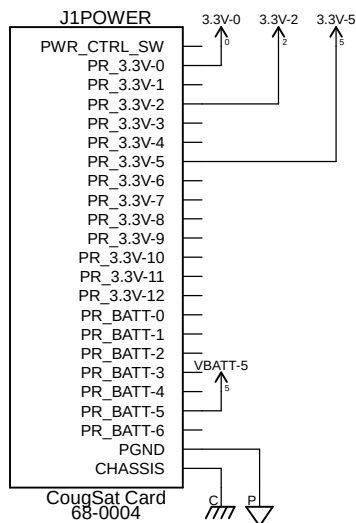 J1POWER
3.3V-0
3.3V-2
3.3V-5
PWR_CTRL_SW
0
2
5
PR_3.3V-0
PR_3.3V-1
PR_3.3V-2
PR_3.3V-3
PR_3.3V-4
PR_3.3V-5
PR_3.3V-6
PR_3.3V-7
PR_3.3V-8
PR_3.3V-9
PR_3.3V-10
PR_3.3V-11
PR_3.3V-12
PR_BATT-0
PR_BATT-1
PR_BATT-2
PR_BATT-3
VBATT-5
PR_BATT-4
5
PR_BATT-5
PR_BATT-6
PGND
CHASSIS
CougSat Card
68-0004
C
P